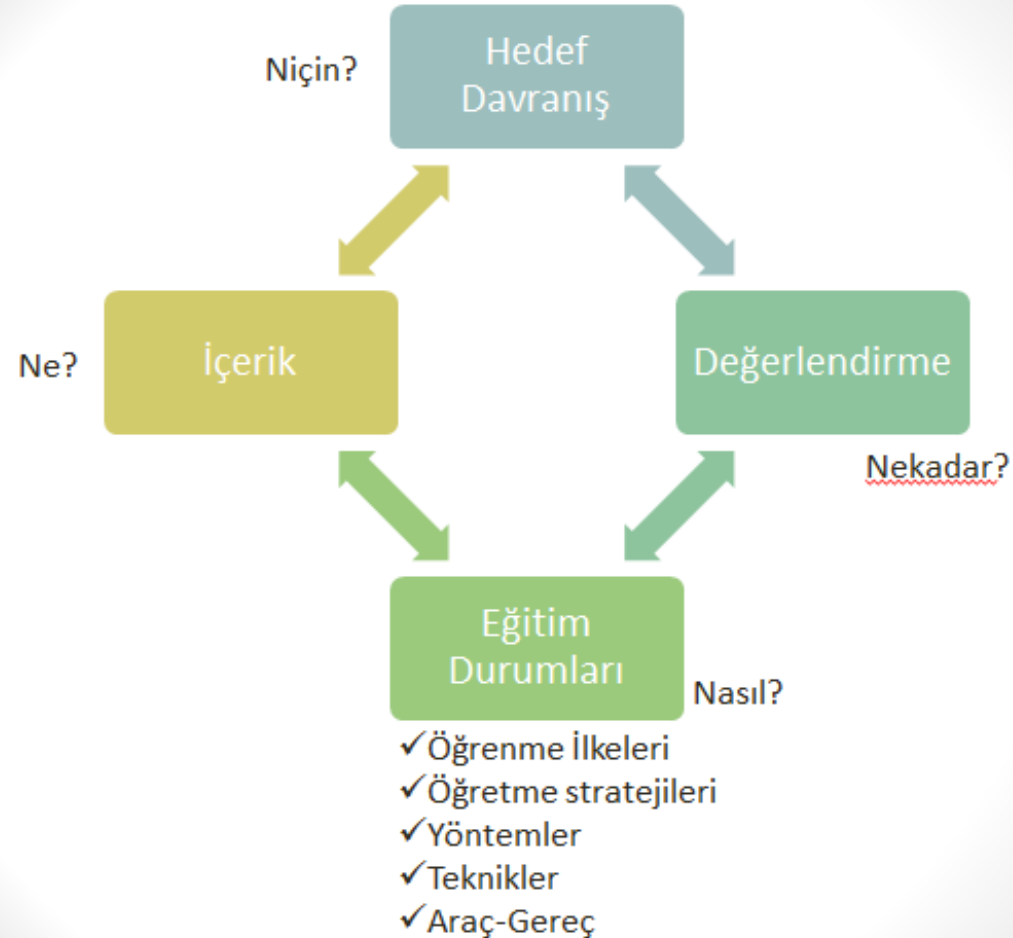 Niçin?
Hedef
Davranış
Ne?
İçerik
Değerlendirme
Nekadar?
Eğitim
Durumları
Nasıl?
✓Öğrenme İlkeleri
✓Öğretme stratejileri
✓Yöntemler
✓Teknikler
✓Araç-Gereç